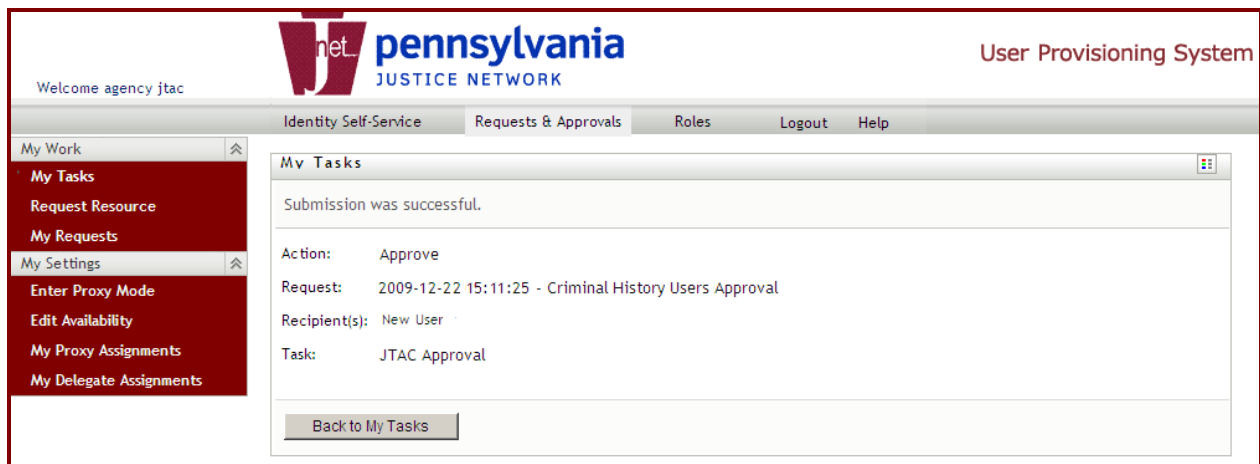 Welcome agency jtac
jnet
pennsylvania
JUSTICE NETWORK
User Provisioning System
Identity Self-Service Requests & Approvals Roles Logout Help
My Work
My Tasks
Request Resource
My Requests
My Settings
Enter Proxy Mode
Edit Availability
My Proxy Assignments
My Delegate Assignments
My Tasks
Submission was successful.
Action: Approve
Request: 2009-12-22 15:11:25 - Criminal History Users Approval
Recipient(s): New User
Task: JTAC Approval
Back to My Tasks